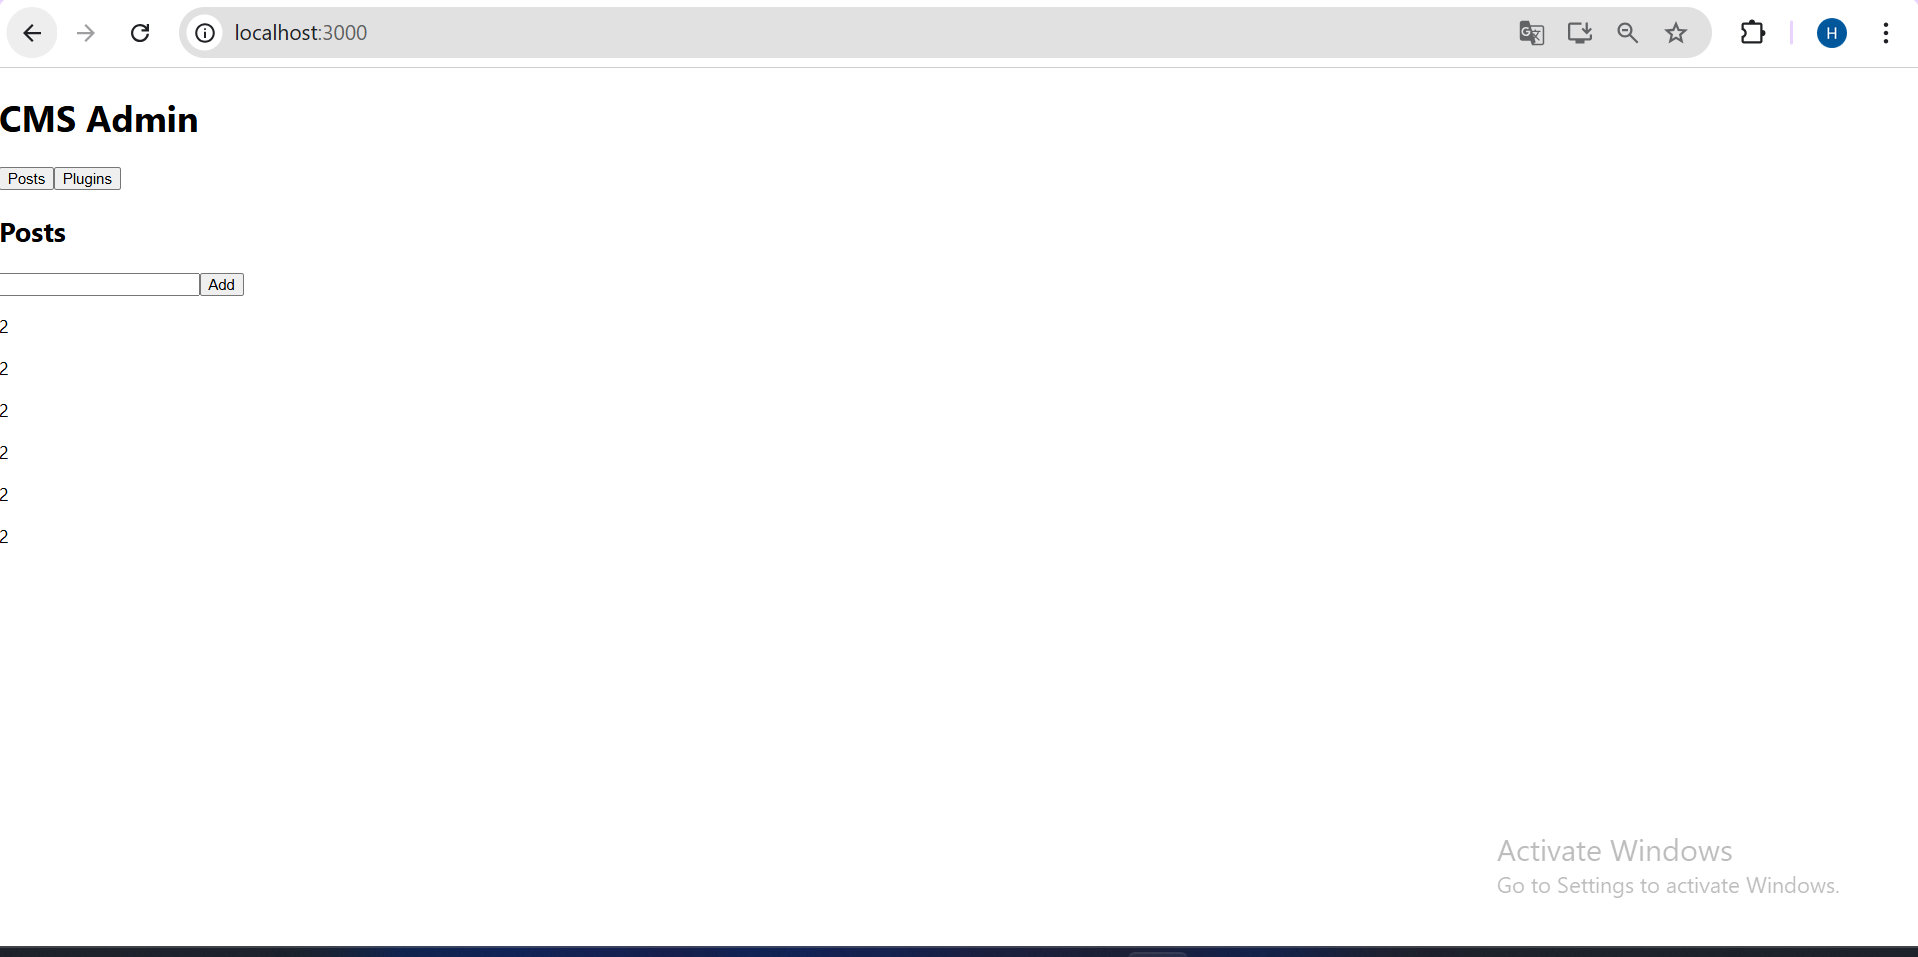 localhost:3000
H
CMS Admin
Posts Plugins
Posts
Add
2
2
2
2
2
2
Activate Windows
Go to Settings to activate Windows.